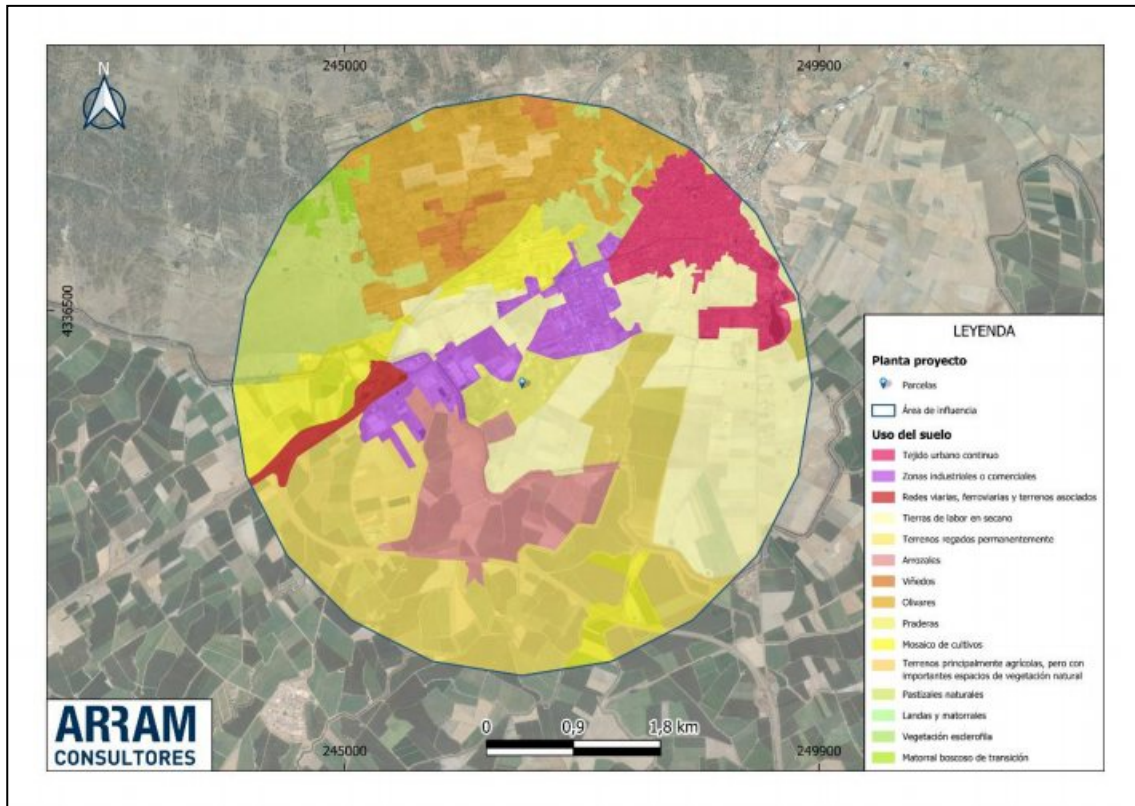 N
245000
249900
4336500
LEYENDA
Planta proyecto
Parcelas
Área de influencia
Uso del suelo
Tejido urbano continuo
Zonas industriales o comerciales
Redes viarias, ferroviarias y terrenos asociados
Tierras de labor en secano
Terrenos regados permanentemente
Arrozales
Viñedos
Olivares
Praderas
Mosaico de cultivos
Terrenos principalmente agrícolas, pero con
importantes espacios de vegetación natural
Pastizales naturales
Landas y matorrales
Vegetación esclerofila
Matorral boscoso de transición
ARRAM
CONSULTORES
0 0,9 1,8 km
245000
249900